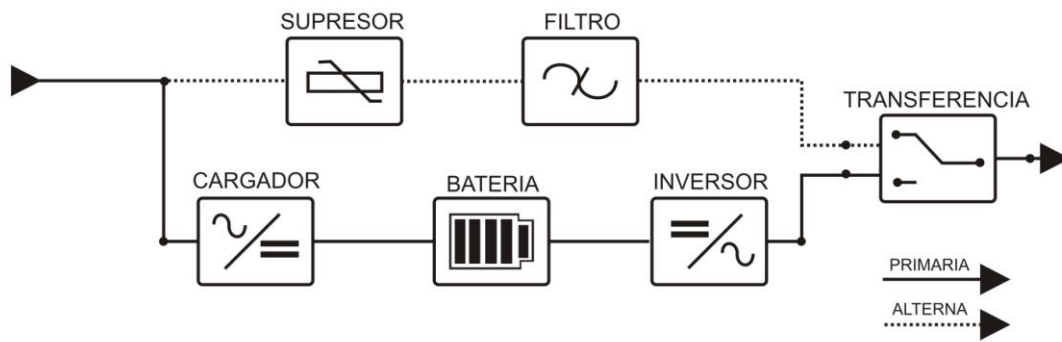 SUPRESOR
FILTRO
TRANSFERENCIA
CARGADOR
BATERIA
INVERSOR
PRIMARIA
ALTERNA